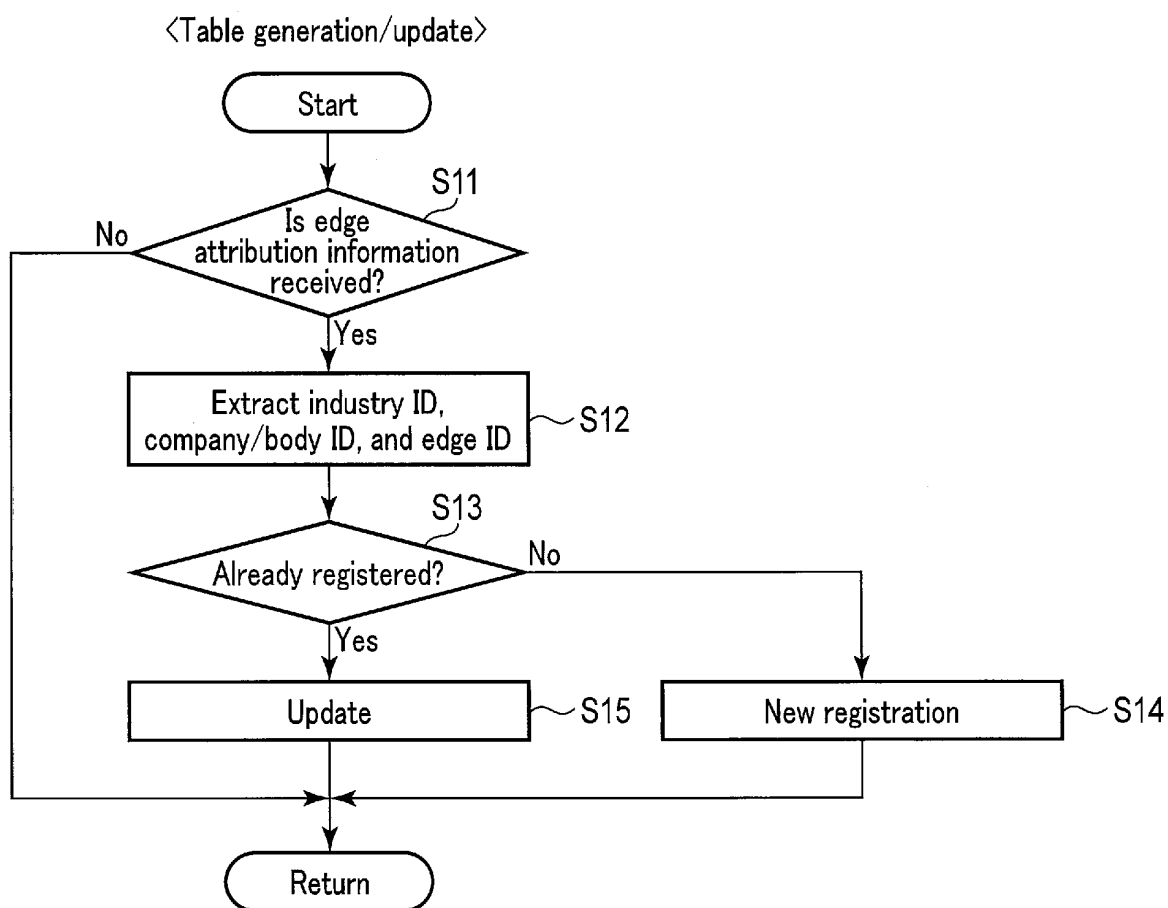 〈Table generation/update〉
Start
S11
Is edge
attribution information
received?
No
Yes
Extract industry ID,
company/body ID, and edge ID
S12
S13
Already registered?
No
Yes
Update
S15
New registration
S14
Return